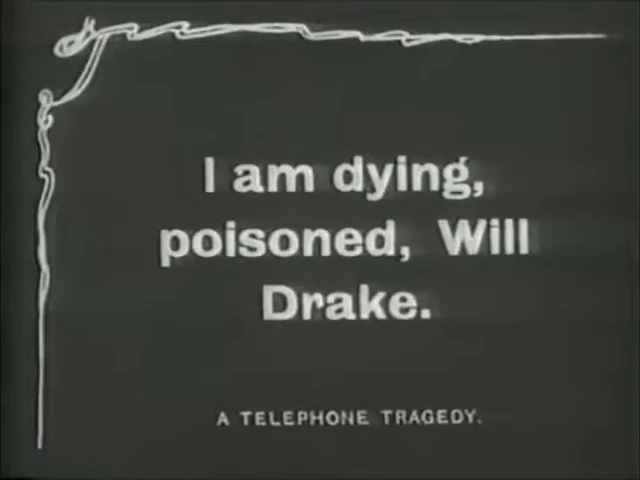 I am dying,
poisoned, Will
Drake.
A TELEPHONE TRAGEDY.